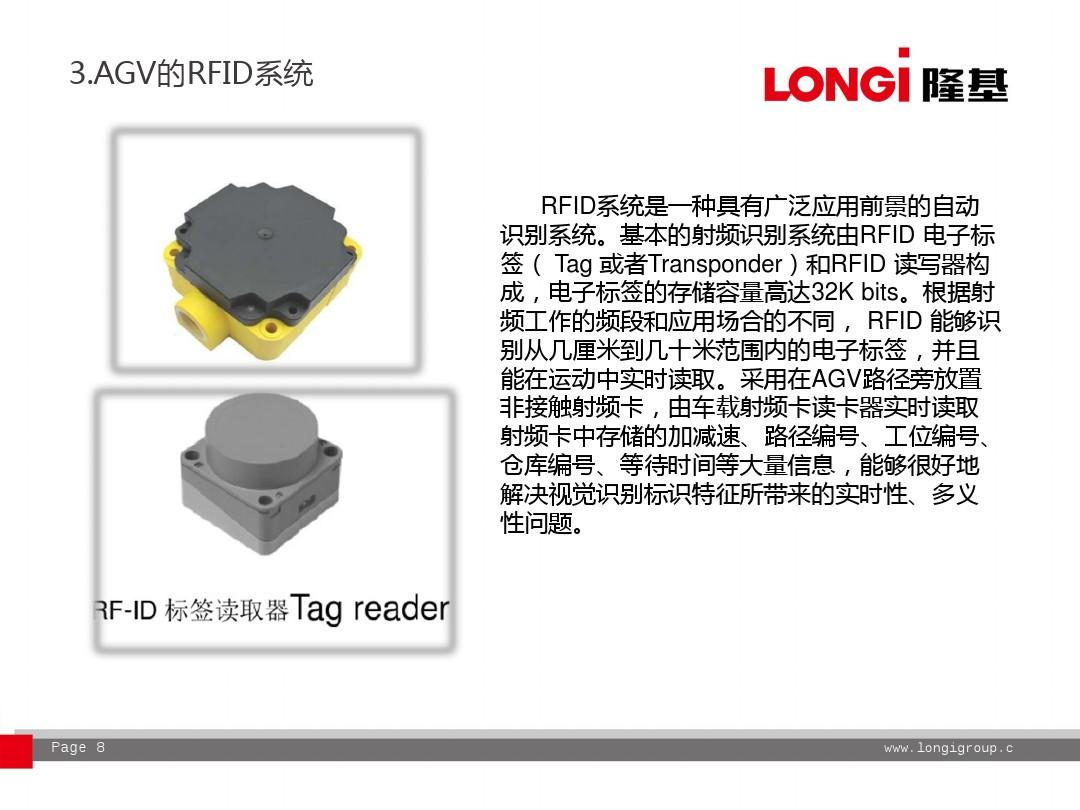 3.AGV的RFID系统
LONGi 隆基
RFID系统是一种具有广泛应用前景的自动
识别系统。基本的射频识别系统由RFID 电子标
签（ Tag 或者Transponder）和RFID 读写器构
成，电子标签的存储容量高达32K bits。根据射
频工作的频段和应用场合的不同， RFID 能够识
别从几厘米到几十米范围内的电子标签，并且
能在运动中实时读取。采用在AGV路径旁放置
非接触射频卡，由车载射频卡读卡器实时读取
射频卡中存储的加减速、路径编号、工位编号、
仓库编号、等待时间等大量信息，能够很好地
解决视觉识别标识特征所带来的实时性、多义
性问题。
RF-ID 标签读取器Tag reader
Page 8
www.longigroup.c